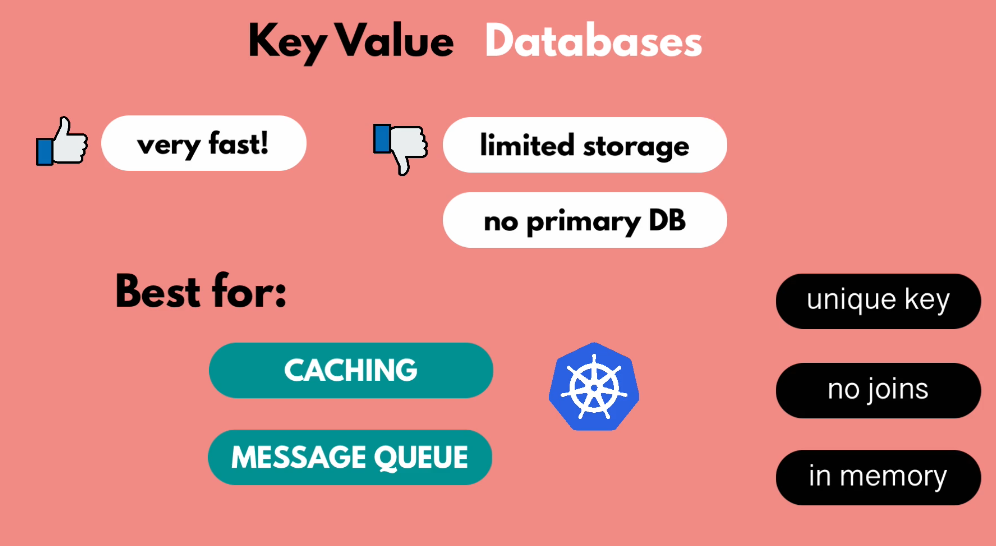 Key Value Databases
very fast!
limited storage
no primary DB
Best for:
CACHING
MESSAGE QUEUE
unique key
no joins
in memory